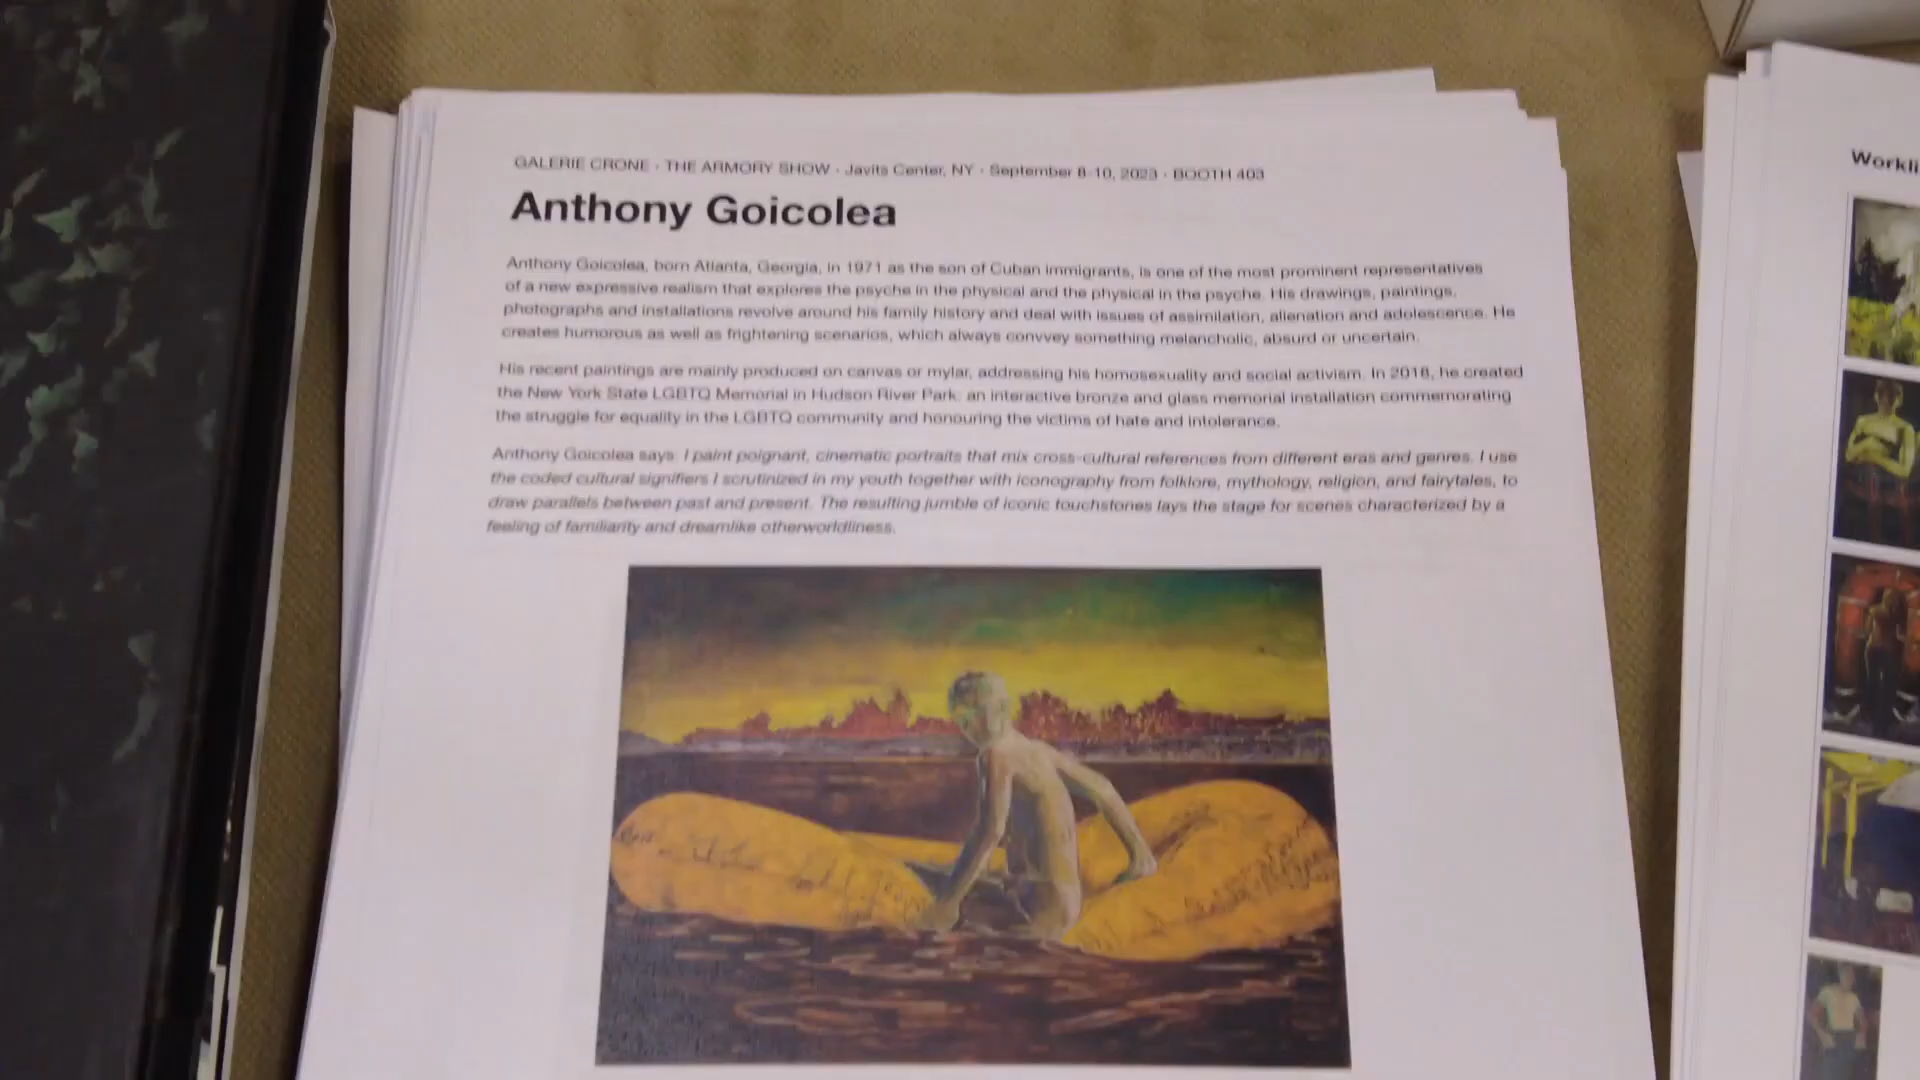 GALERIE CRONE · THE ARMORY SHOW · Javits Center, NY · September 8-10, 2023 · BOOTH 403
Anthony Goicolea
Anthony Goicolea, born Atlanta, Georgia, in 1971 as the son of Cuban immigrants, is one of the most prominent representatives
of a new expressive realism that explores the psyche in the physical and the physical in the psyche. His drawings, paintings,
photographs and installations revolve around his family history and deal with issues of assimilation, alienation and adolescence. He
creates humorous as well as frightening scenarios, which always convvey something melancholic, absurd or uncertain.
His recent paintings are mainly produced on canvas or mylar, addressing his homosexuality and social activism. In 2018, he created
the New York State LGBTQ Memorial in Hudson River Park: an interactive bronze and glass memorial installation commemorating
the struggle for equality in the LGBTQ community and honouring the victims of hate and intolerance.
Anthony Goicolea says: I paint poignant, cinematic portraits that mix cross-cultural references from different eras and genres. I use
the coded cultural signifiers I scrutinized in my youth together with iconography from folklore, mythology, religion, and fairytales, to
draw parallels between past and present. The resulting jumble of iconic touchstones lays the stage for scenes characterized by a
feeling of familiarity and dreamlike otherworldliness.
Workli